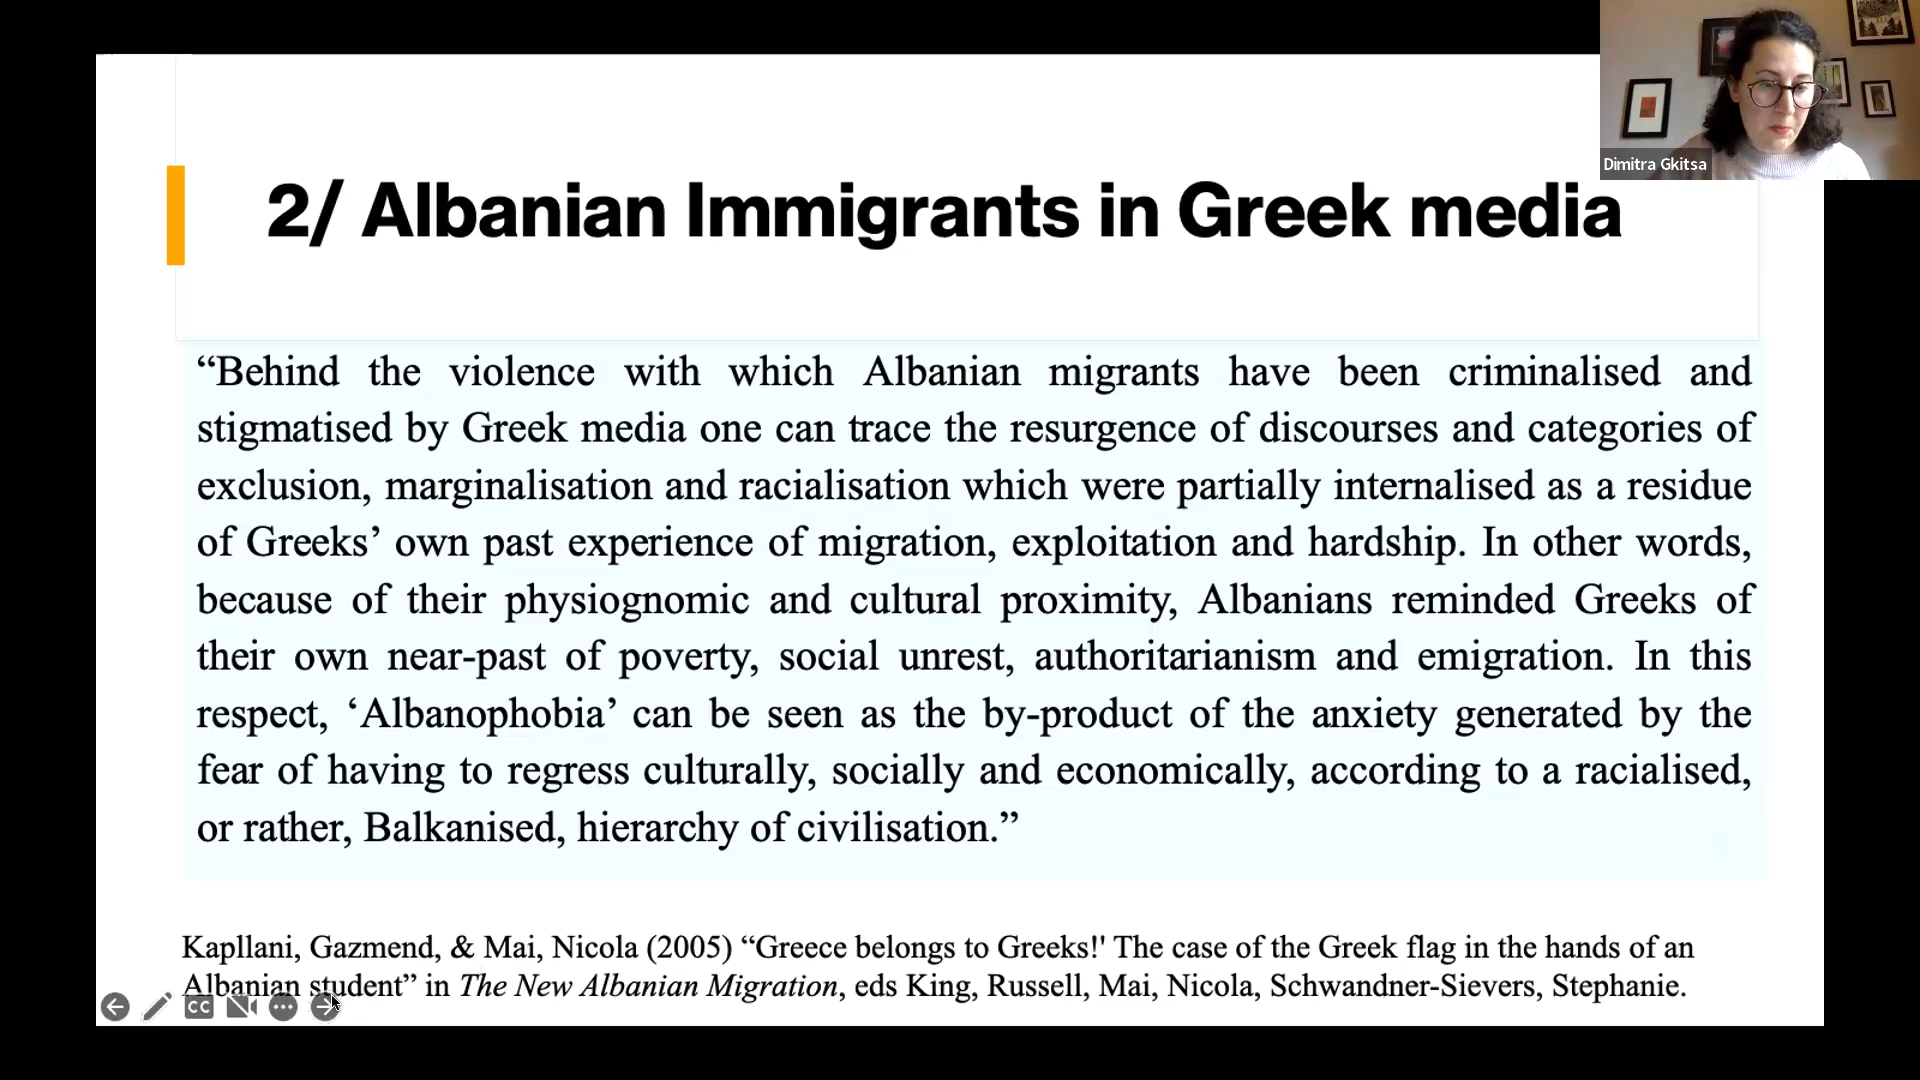 Dimitra Gkitsa
2/ Albanian Immigrants in Greek media
“Behind the violence with which Albanian migrants have been criminalised and
stigmatised by Greek media one can trace the resurgence of discourses and categories of
exclusion, marginalisation and racialisation which were partially internalised as a residue
of Greeks’ own past experience of migration, exploitation and hardship. In other words,
because of their physiognomic and cultural proximity, Albanians reminded Greeks of
their own near-past of poverty, social unrest, authoritarianism and emigration. In this
respect, ‘Albanophobia’ can be seen as the by-product of the anxiety generated by the
fear of having to regress culturally, socially and economically, according to a racialised,
or rather, Balkanised, hierarchy of civilisation.”
Kapllani, Gazmend, & Mai, Nicola (2005) “Greece belongs to Greeks!' The case of the Greek flag in the hands of an
Albanian student” in The New Albanian Migration, eds King, Russell, Mai, Nicola, Schwandner-Sievers, Stephanie.
CC